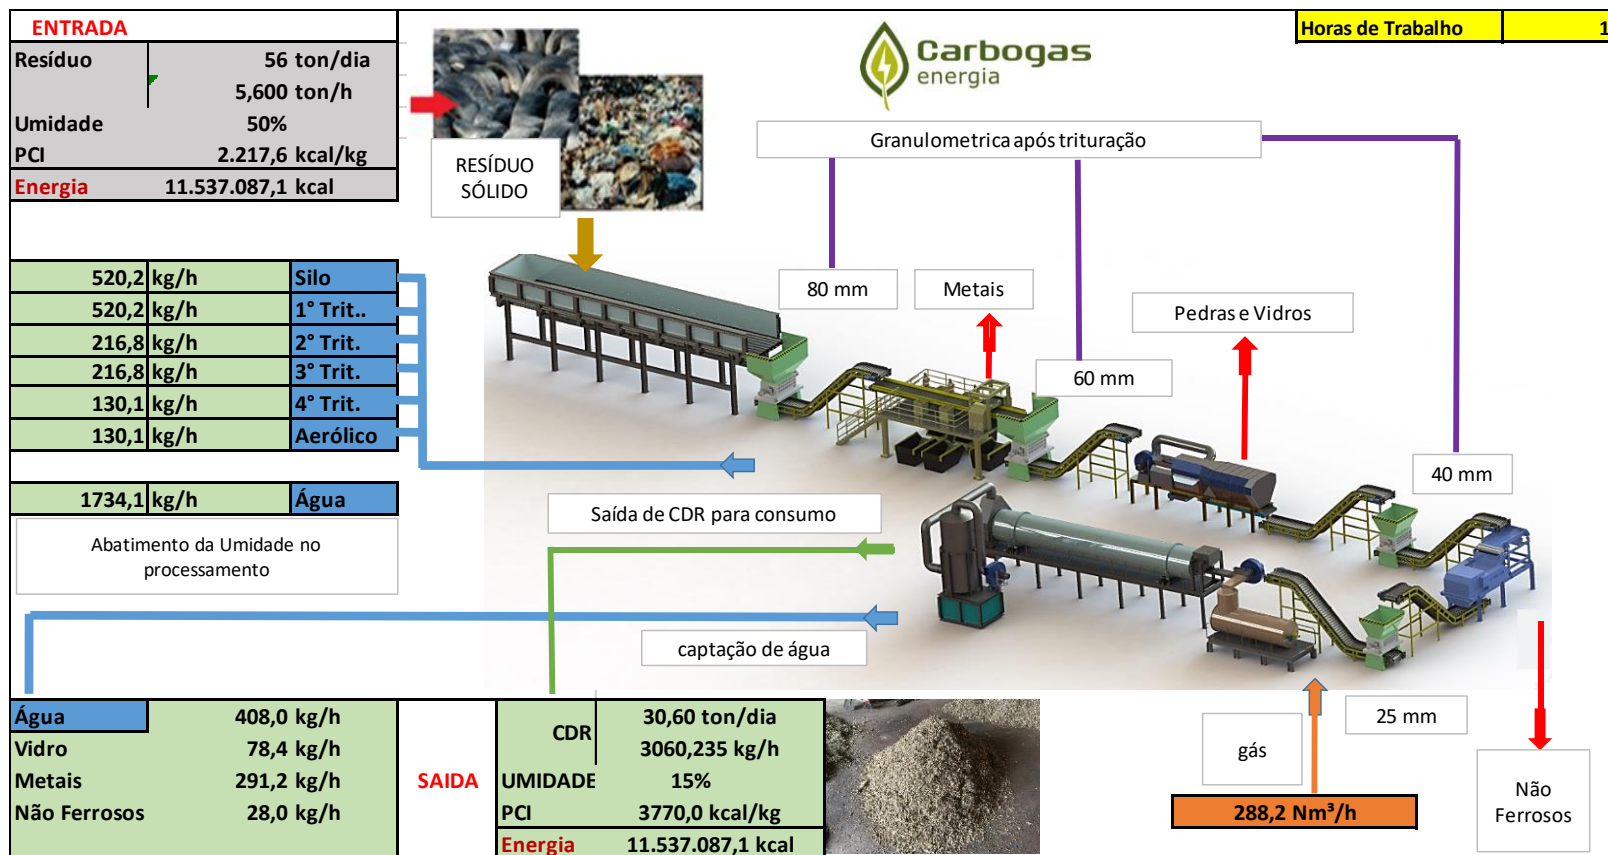 ENTRADA
Resíduo 56 ton/dia
5,600 ton/h
Umidade 50%
PCI 2.217,6 kcal/kg
Energia 11.537.087,1 kcal
Horas de Trabalho 1
Carbogas
energia
RESÍDUO
SÓLIDO
Granulometrica após trituração
80 mm
Metais
Pedras e Vidros
60 mm
40 mm
520,2 kg/h Silo
520,2 kg/h 1° Trit..
216,8 kg/h 2° Trit.
216,8 kg/h 3° Trit.
130,1 kg/h 4° Trit.
130,1 kg/h Aerólico
1734,1 kg/h Água
Abatimento da Umidade no
processamento
Saída de CDR para consumo
captação de água
25 mm
gás
288,2 Nm³/h
Não
Ferrosos
Água 408,0 kg/h
Vidro 78,4 kg/h
Metais 291,2 kg/h
Não Ferrosos 28,0 kg/h
SAIDA
CDR 30,60 ton/dia
3060,235 kg/h
UMIDADE 15%
PCI 3770,0 kcal/kg
Energia 11.537.087,1 kcal